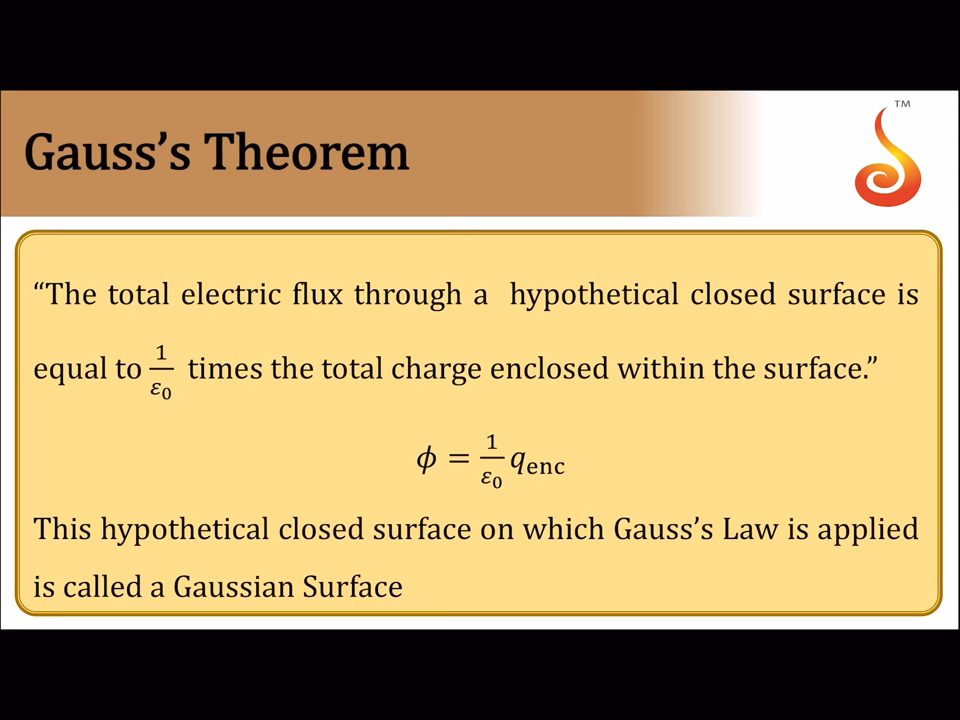 TM
Gauss’s Theorem
“The total electric flux through a hypothetical closed surface is
equal to 1/ε₀ times the total charge enclosed within the surface.”
ϕ = 1/ε₀ qₑₙc
This hypothetical closed surface on which Gauss’s Law is applied
is called a Gaussian Surface